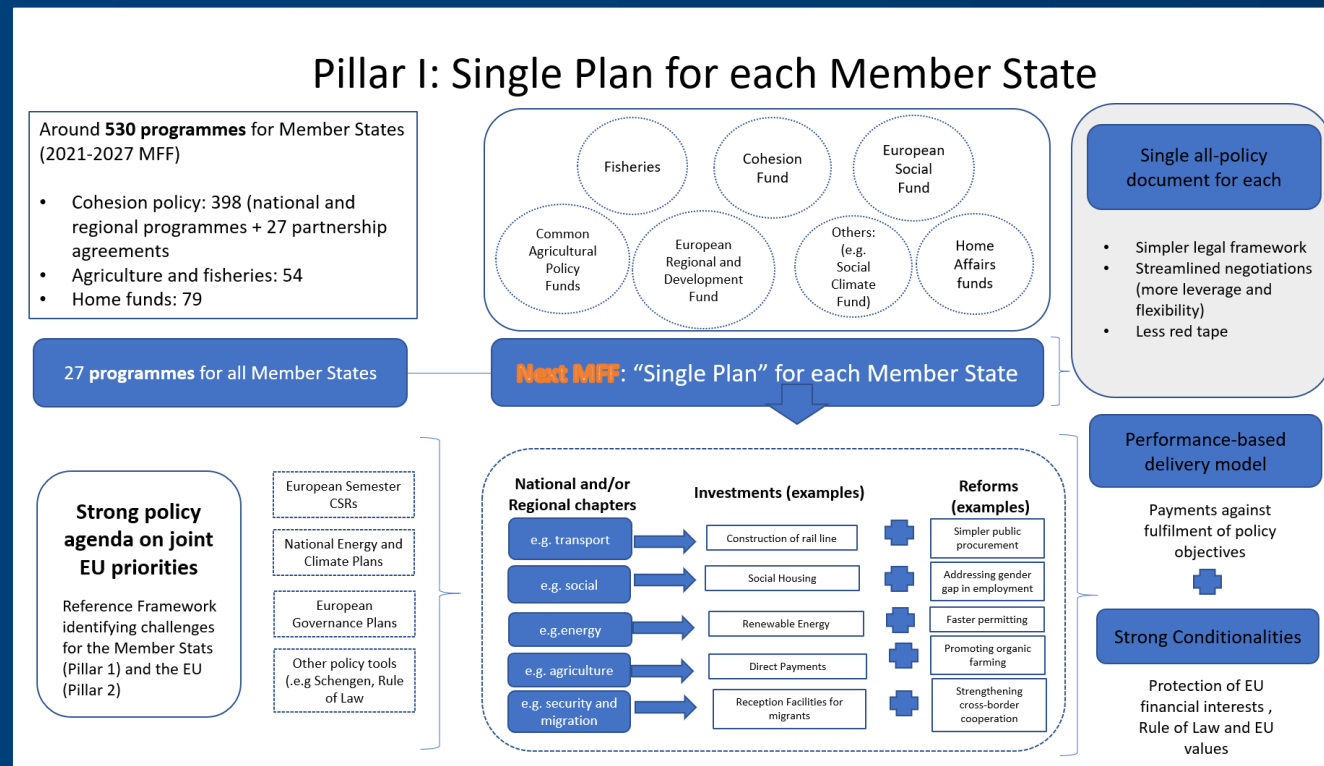 Pillar I: Single Plan for each Member State
Around 530 programmes for Member States
(2021-2027 MFF)
• Cohesion policy: 398 (national and
regional programmes + 27 partnership
agreements
• Agriculture and fisheries: 54
• Home funds: 79
Fisheries
Cohesion
Fund
European
Social
Fund
Common
Agricultural
Policy
Funds
European
Regional and
Development
Fund
Others:
(e.g.
Social
Climate
Fund)
Home
Affairs
funds
Single all-policy
document for each
• Simpler legal framework
• Streamlined negotiations
(more leverage and
flexibility)
• Less red tape
27 programmes for all Member States
Next MFF: “Single Plan” for each Member State
Strong policy
agenda on joint
EU priorities
Reference Framework
identifying challenges
for the Member Stats
(Pillar 1) and the EU
(Pillar 2)
European Semester
CSRs
National Energy and
Climate Plans
European
Governance Plans
Other policy tools
(.e.g Schengen, Rule
of Law
National and/or
Regional chapters
Investments (examples)
Reforms
(examples)
e.g. transport
Construction of rail line
Simpler public
procurement
e.g. social
Social Housing
Addressing gender
gap in employment
e.g.energy
Renewable Energy
Faster permitting
e.g. agriculture
Direct Payments
Promoting organic
farming
e.g. security and
migration
Reception Facilities for
migrants
Strengthening
cross-border
cooperation
Performance-based
delivery model
Payments against
fulfilment of policy
objectives
Strong Conditionalities
Protection of EU
financial interests ,
Rule of Law and EU
values